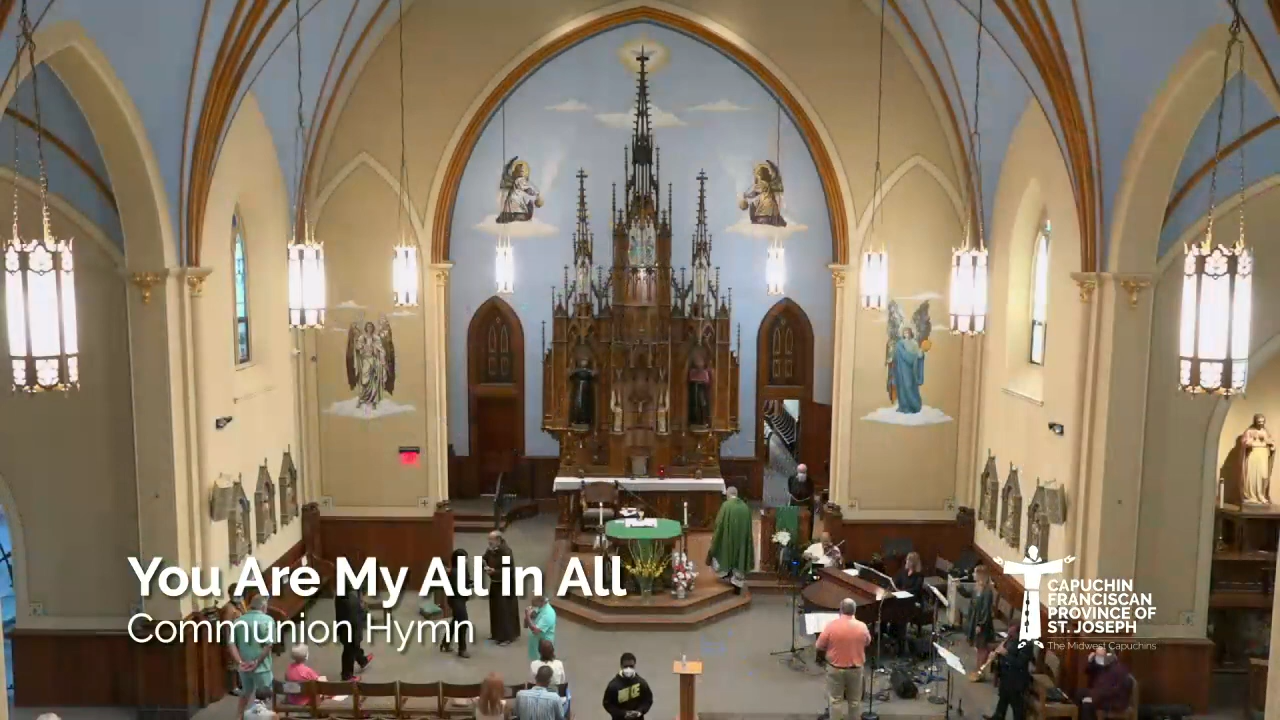 You Are My All in All
Communion Hymn
CAPUCHIN
FRANCISCAN
PROVINCE OF
ST. JOSEPH
The Midwest Capuchins